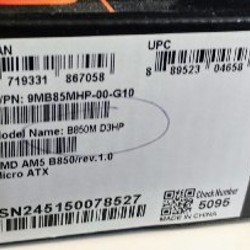 AN UPC
719331 867058 8 89523 04658
/PN: 9MB85MHP-00-G10
Model Name: B850M D3HP
MD AM5 B850/rev.1.0
icro ATX
SN245150078527
Check Number
5095
MADE IN CHINA